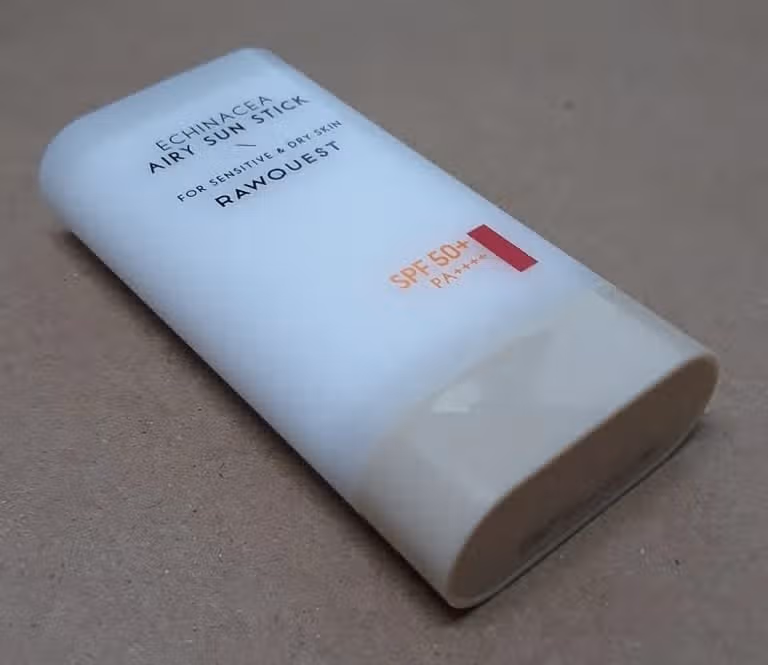 ECHINACEA
AIRY SUN STICK
FOR SENSITIVE & DRY SKIN
RAWQUEST
SPF 50+
PA++++